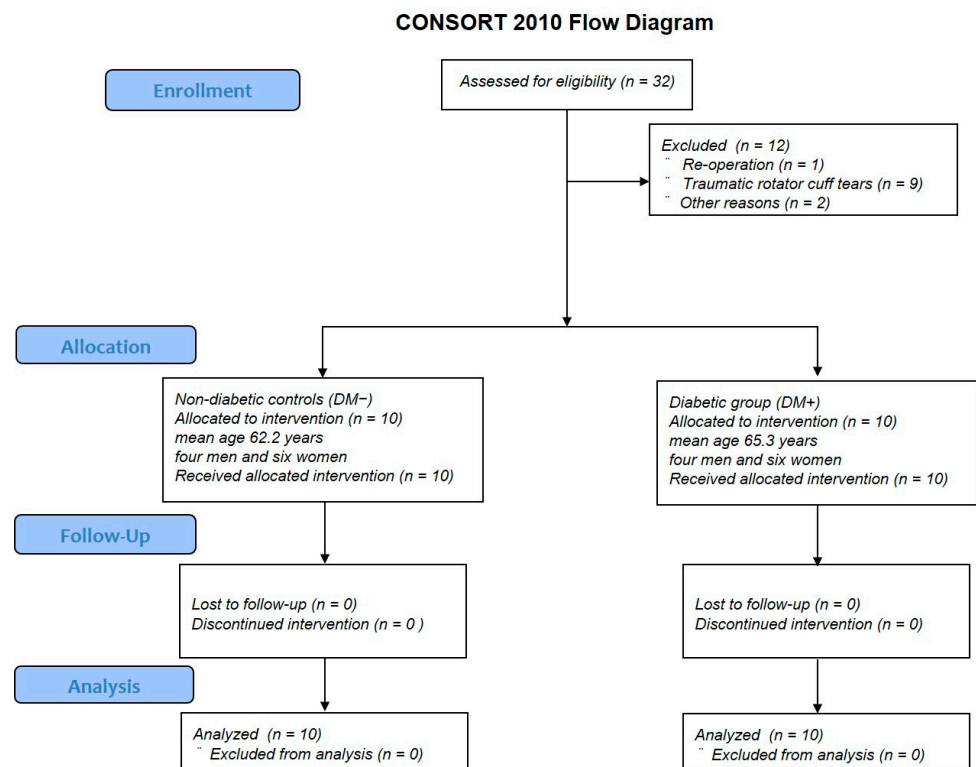 CONSORT 2010 Flow Diagram
Enrollment
Assessed for eligibility (n = 32)
Excluded (n = 12)
¨ Re-operation (n = 1)
¨ Traumatic rotator cuff tears (n = 9)
¨ Other reasons (n = 2)
Allocation
Non-diabetic controls (DM−)
Allocated to intervention (n = 10)
mean age 62.2 years
four men and six women
Received allocated intervention (n = 10)
Diabetic group (DM+)
Allocated to intervention (n = 10)
mean age 65.3 years
four men and six women
Received allocated intervention (n = 10)
Follow-Up
Lost to follow-up (n = 0)
Discontinued intervention (n = 0 )
Lost to follow-up (n = 0)
Discontinued intervention (n = 0)
Analysis
Analyzed (n = 10)
¨ Excluded from analysis (n = 0)
Analyzed (n = 10)
¨ Excluded from analysis (n = 0)